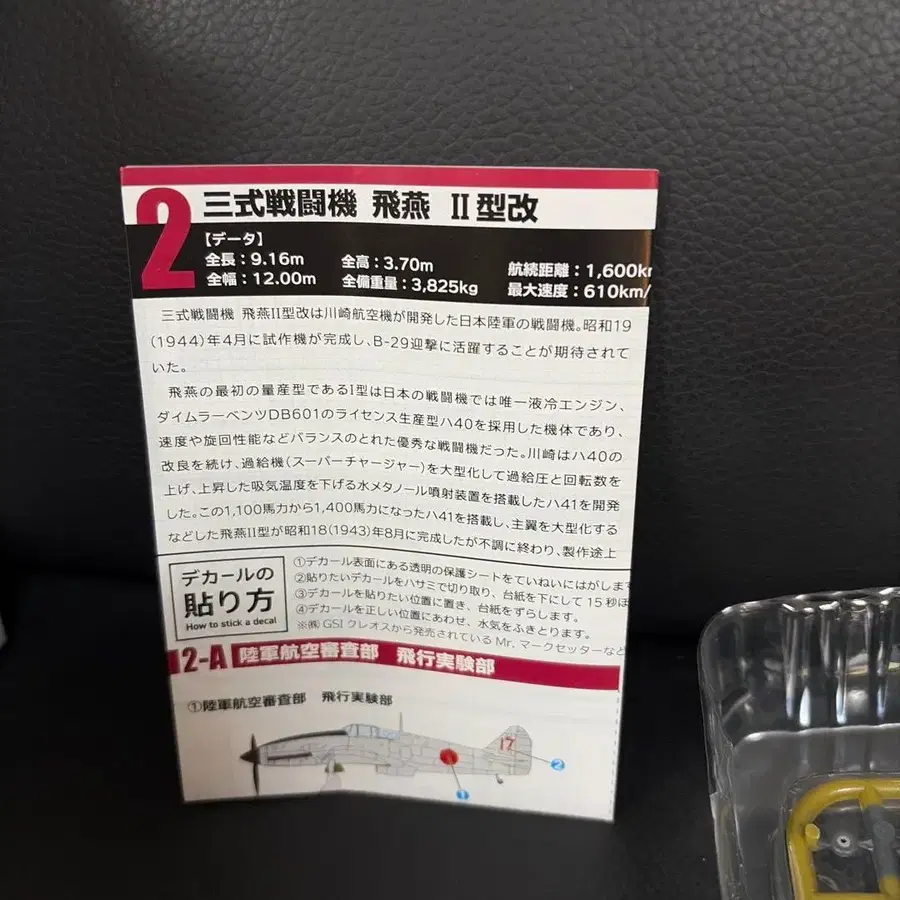 2 三式戦闘機 飛燕 Ⅱ型改
【データ】
全長：9.16m 全高：3.70m 航続距離：1,600k
全幅：12.00m 全備重量：3,825kg 最大速度：610km/
三式戦闘機 飛燕Ⅱ型改は川崎航空機が開発した日本陸軍の戦闘機。昭和19
(1944)年4月に試作機が完成し、B-29迎撃に活躍することが期待されて
いた。
飛燕の最初の量産型であるⅠ型は日本の戦闘機では唯一液冷エンジン、
ダイムラーベンツDB601のライセンス生産型ハ40を採用した機体であり、
速度や旋回性能などバランスのとれた優秀な戦闘機だった。川崎はハ40の
改良を続け、過給機(スーパーチャージャー)を大型化して過給圧と回転数を
上げ、上昇した吸気温度を下げる水メタノール噴射装置を搭載したハ41を開発
した。この1,100馬力から1,400馬力になったハ41を搭載し、主翼を大型化する
などした飛燕Ⅱ型が昭和18(1943)年8月に完成したが不調に終わり、製作途上
デカールの
貼り方
How to stick a decal
①デカール表面にある透明の保護シートをていねいにはがします
②貼りたいデカールをハサミで切り取り、台紙を下にして15秒ほ
③デカールを貼りたい位置に置き、台紙をずらします。
④デカールを正しい位置にあわせ、水気をふきとります。
※㈱GSIクレオスから発売されているMr.マークセッターなど
2-A 陸軍航空審査部 飛行実験部
①陸軍航空審査部 飛行実験部
17
②
①